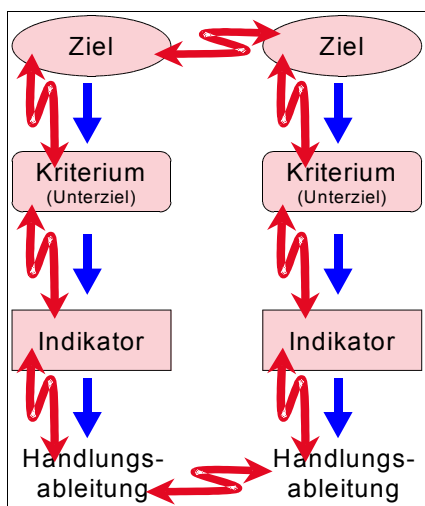 Ziel
Kriterium
(Unterziel)
Indikator
Handlungs-
ableitung
Ziel
Kriterium
(Unterziel)
Indikator
Handlungs-
ableitung